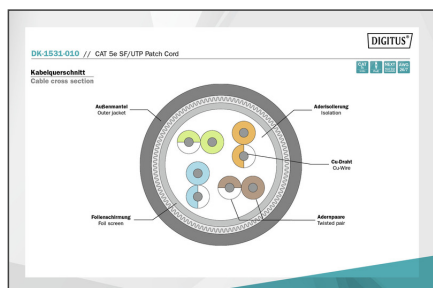 DIGITUS®
DK-1531-010 // CAT 5e SF/UTP Patch Cord
Kabelquerschnitt
Cable cross section
Außenmantel
Outer jacket
Aderisolierung
Isolation
Cu-Draht
Cu-Wire
Folienschirmung
Foil screen
Adernpaare
Twisted pair